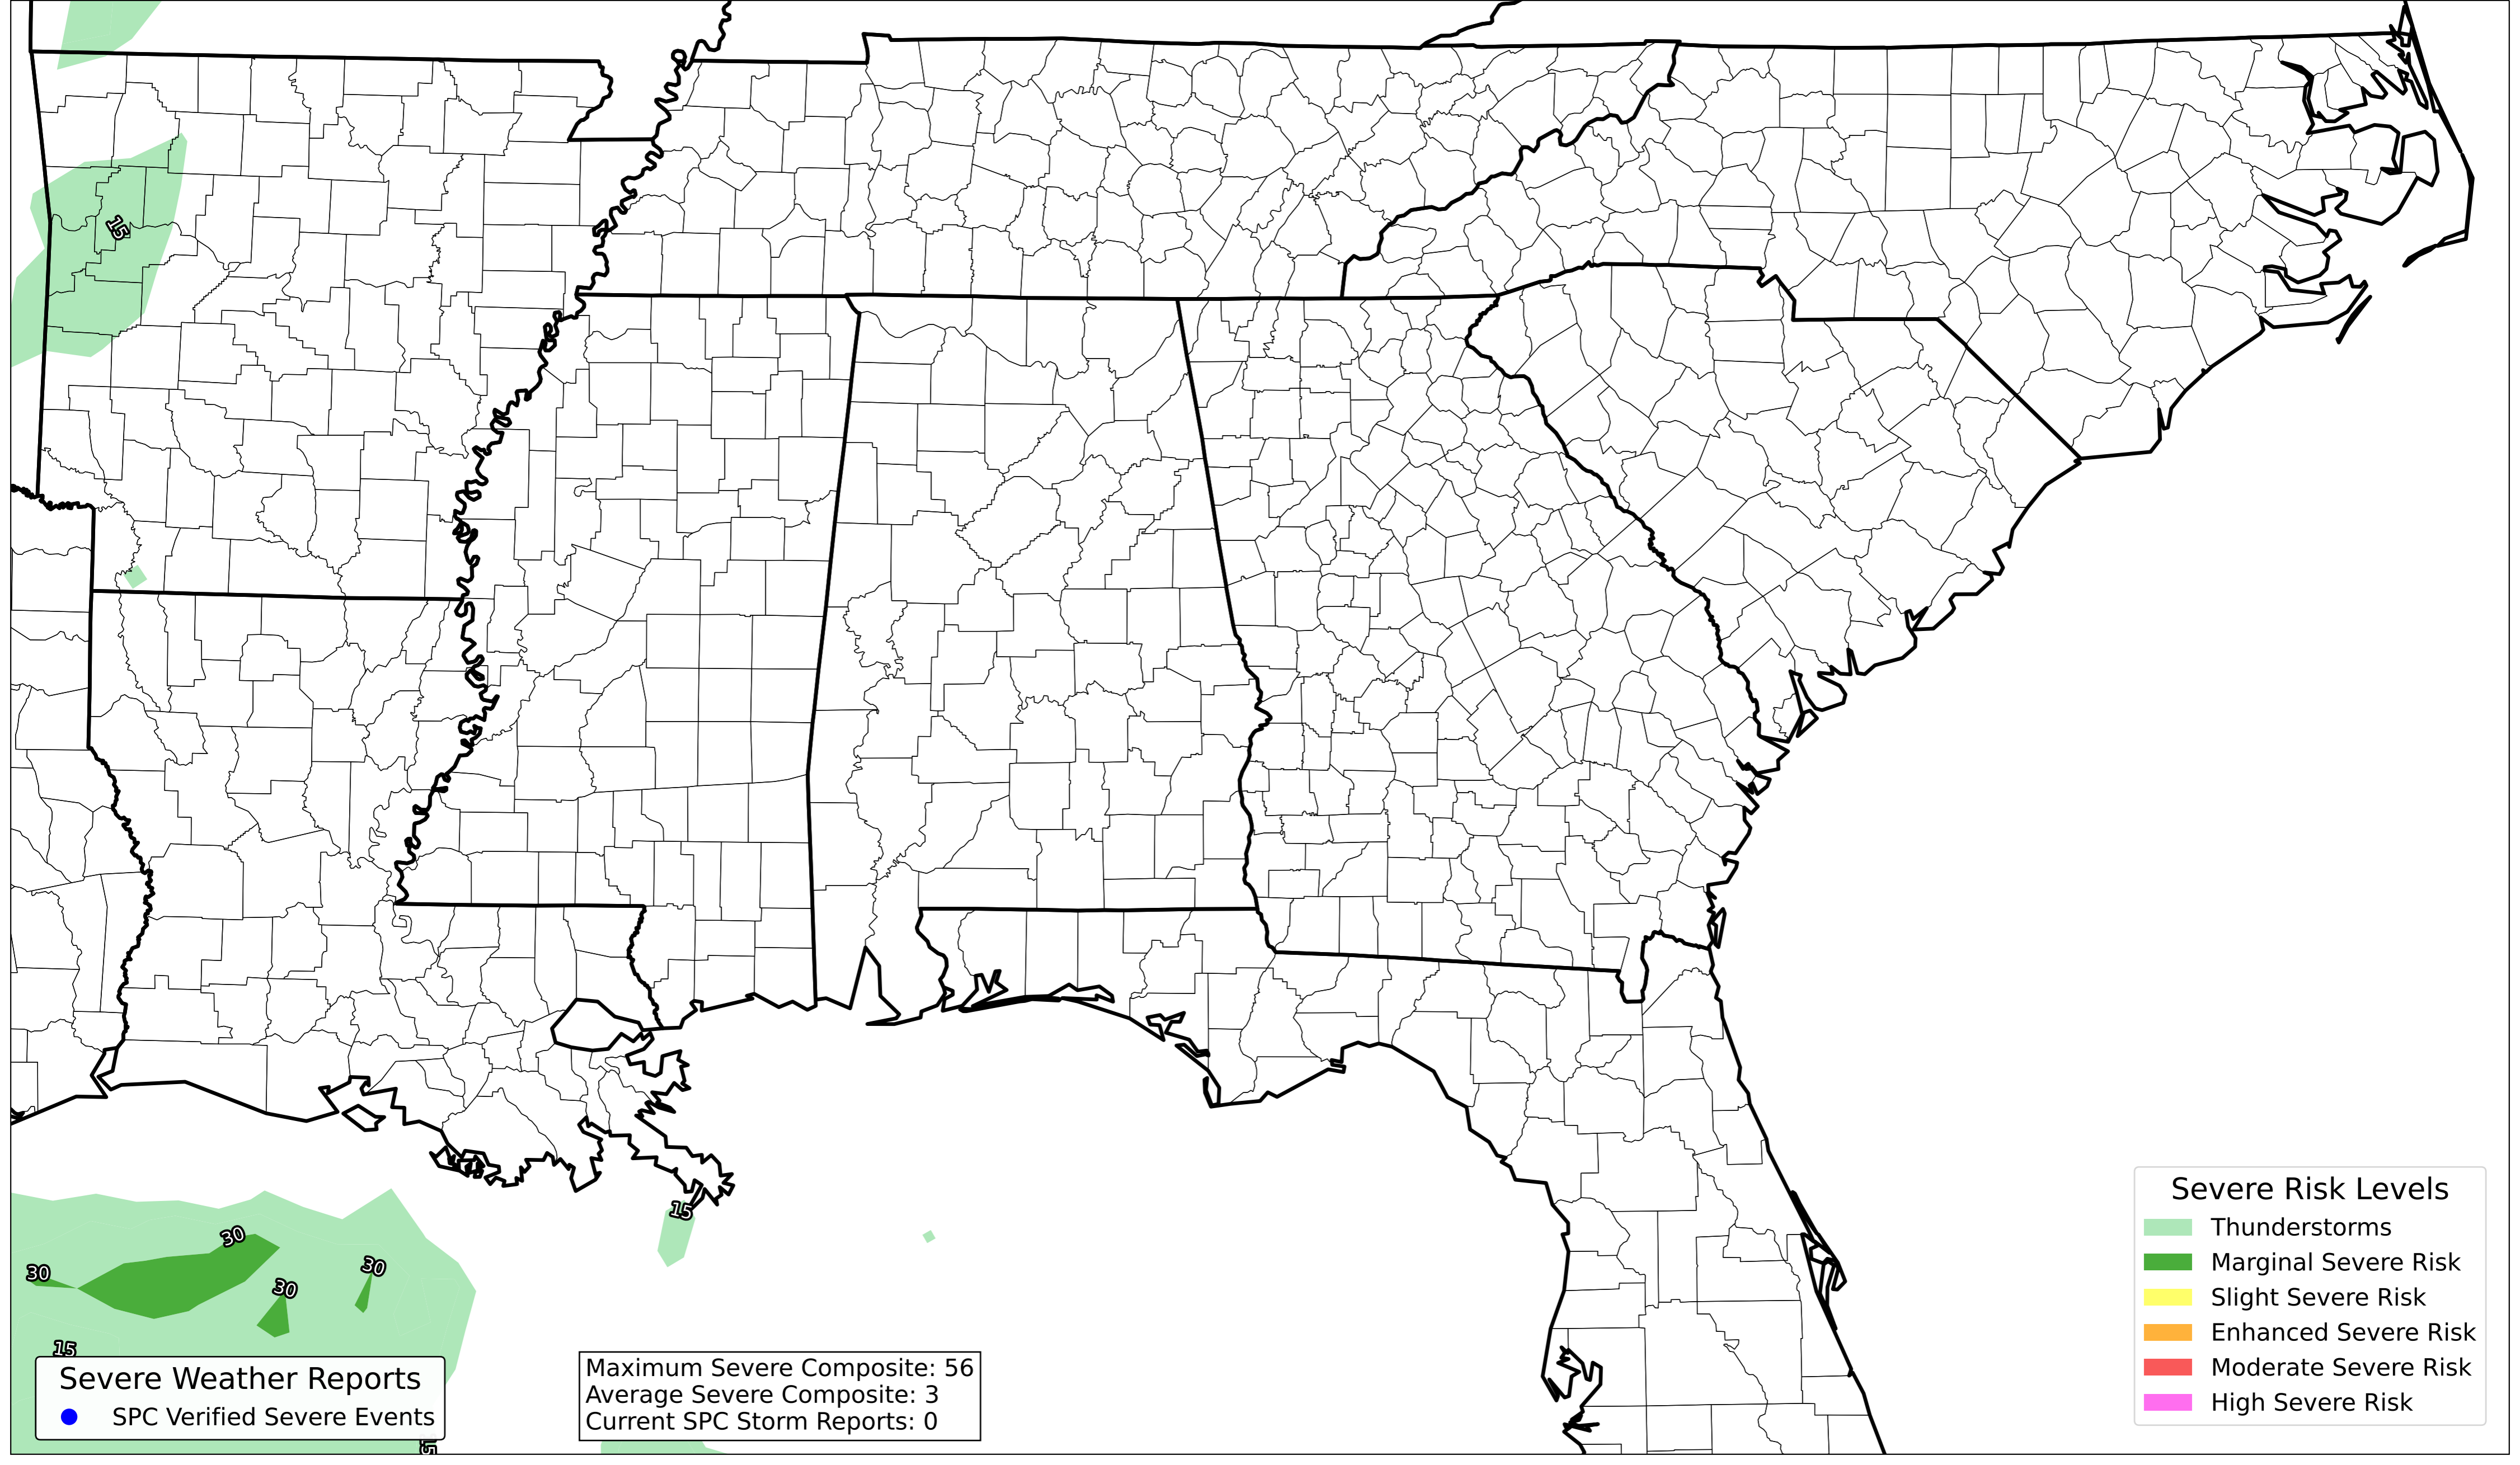 15
15
30
30
30
30
15
15
Severe Weather Reports
SPC Verified Severe Events
Maximum Severe Composite: 56
Average Severe Composite: 3
Current SPC Storm Reports: 0
Severe Risk Levels
Thunderstorms
Marginal Severe Risk
Slight Severe Risk
Enhanced Severe Risk
Moderate Severe Risk
High Severe Risk